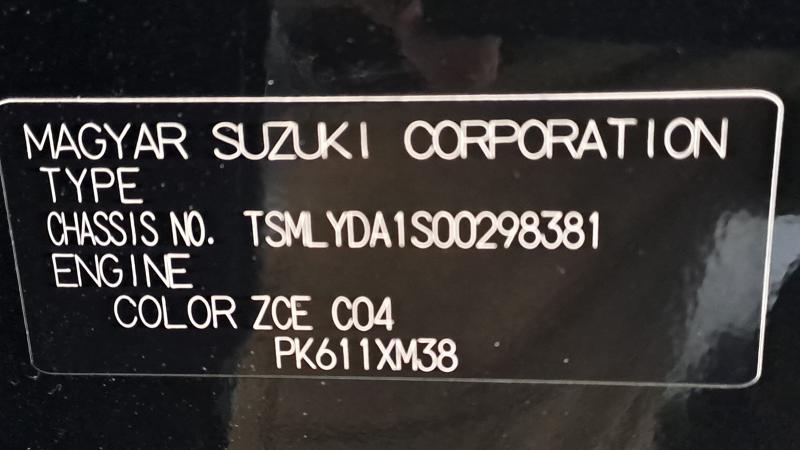 MAGYAR SUZUKI CORPORATION
TYPE
CHASSIS NO. TSMLYDA1S00298381
ENGINE
COLOR ZCE C04
PK611XM38